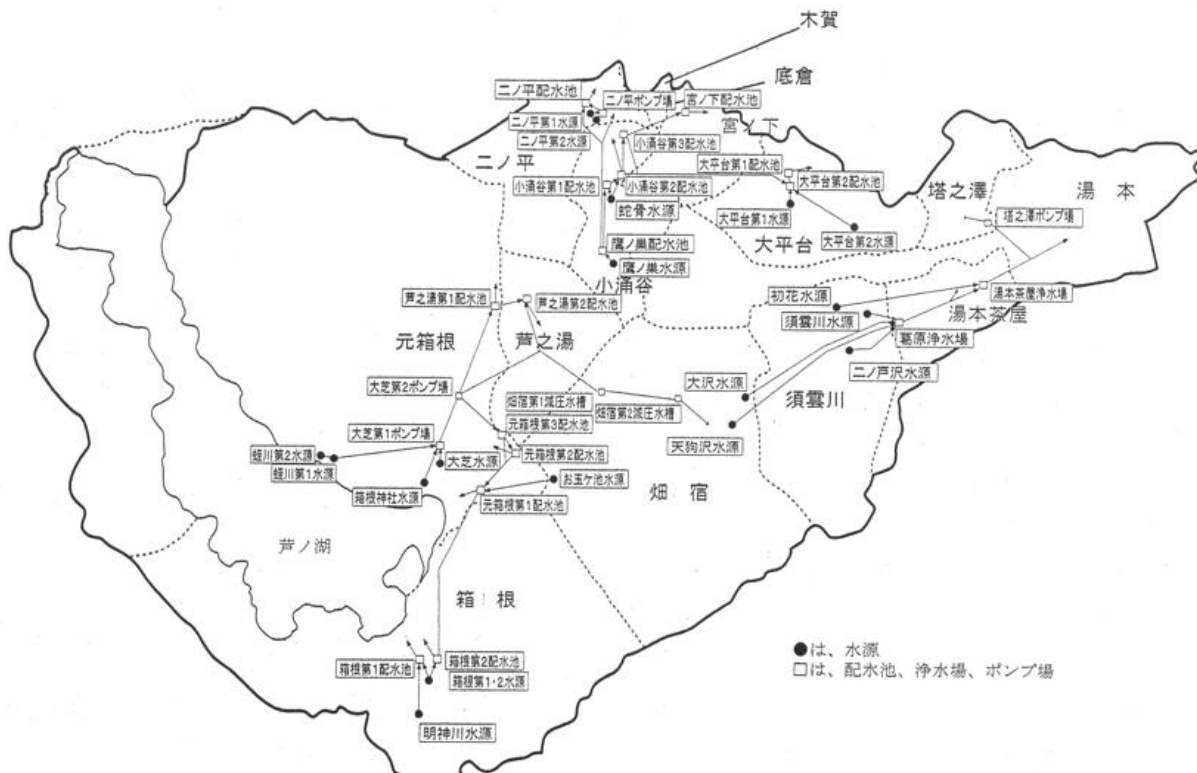 木賀
底倉
二ノ平配水池
二ノ平ポンプ場
宮ノ下配水池
二ノ平第1水源
宮ノ下
二ノ平第2水源
小涌谷第3配水池
二ノ平
大平台第1配水池
小涌谷第1配水池
小涌谷第2配水池
大平台第2配水池
塔之澤
湯本
蛇骨水源
大平台第1水源
塔之澤ポンプ場
鷹ノ巣配水池
大平台
大平台第2水源
鷹ノ巣水源
小涌谷
芦之湯第1配水池
芦之湯第2配水池
初花水源
湯本茶屋浄水場
須雲川水源
湯本茶屋
元箱根
芦之湯
葛原浄水場
二ノ戸沢水源
大芝第2ポンプ場
大沢水源
畑宿第1減圧水槽
畑宿第2減圧水槽
須雲川
元箱根第3配水池
天狗沢水源
大芝第1ポンプ場
蛭川第2水源
大芝水源
元箱根第2配水池
蛭川第1水源
お玉ケ池水源
箱根神社水源
元箱根第1配水池
畑宿
芦ノ湖
箱根
●は、水源
箱根第1配水池
箱根第2配水池
□は、配水池、浄水場、ポンプ場
箱根第1・2水源
明神川水源